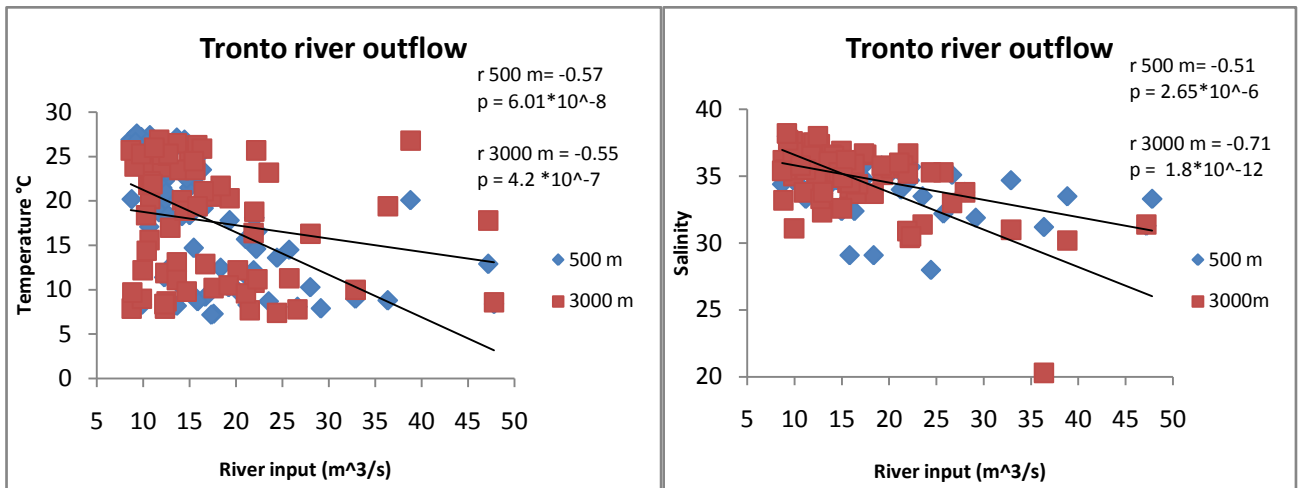 Tronto river outflow
r 500 m= -0.57
p = 6.01*10^-8
r 3000 m = -0.55
p = 4.2 *10^-7
Temperature °C
30
25
20
15
10
5
0
5 10 15 20 25 30 35 40 45 50
River input (m^3/s)
500 m
3000 m
Tronto river outflow
r 500 m= -0.51
p = 2.65*10^-6
r 3000 m = -0.71
p = 1.8*10^-12
Salinity
40
35
30
25
20
5 10 15 20 25 30 35 40 45 50
River input (m^3/s)
500 m
3000m